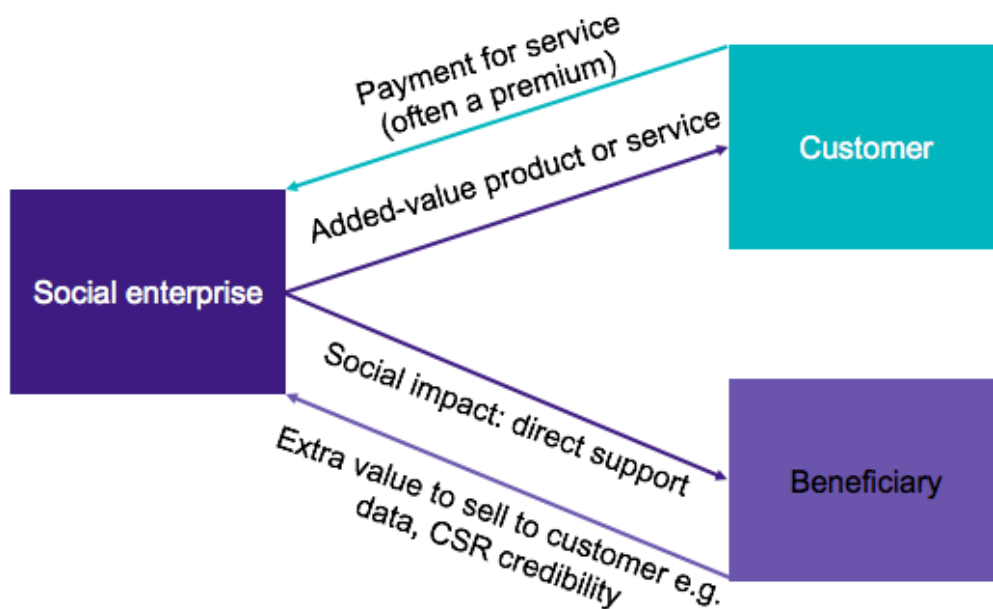 Payment for service
(often a premium)
Added-value product or service
Customer
Social enterprise
Social impact: direct support
Extra value to sell to customer e.g.
data, CSR credibility
Beneficiary